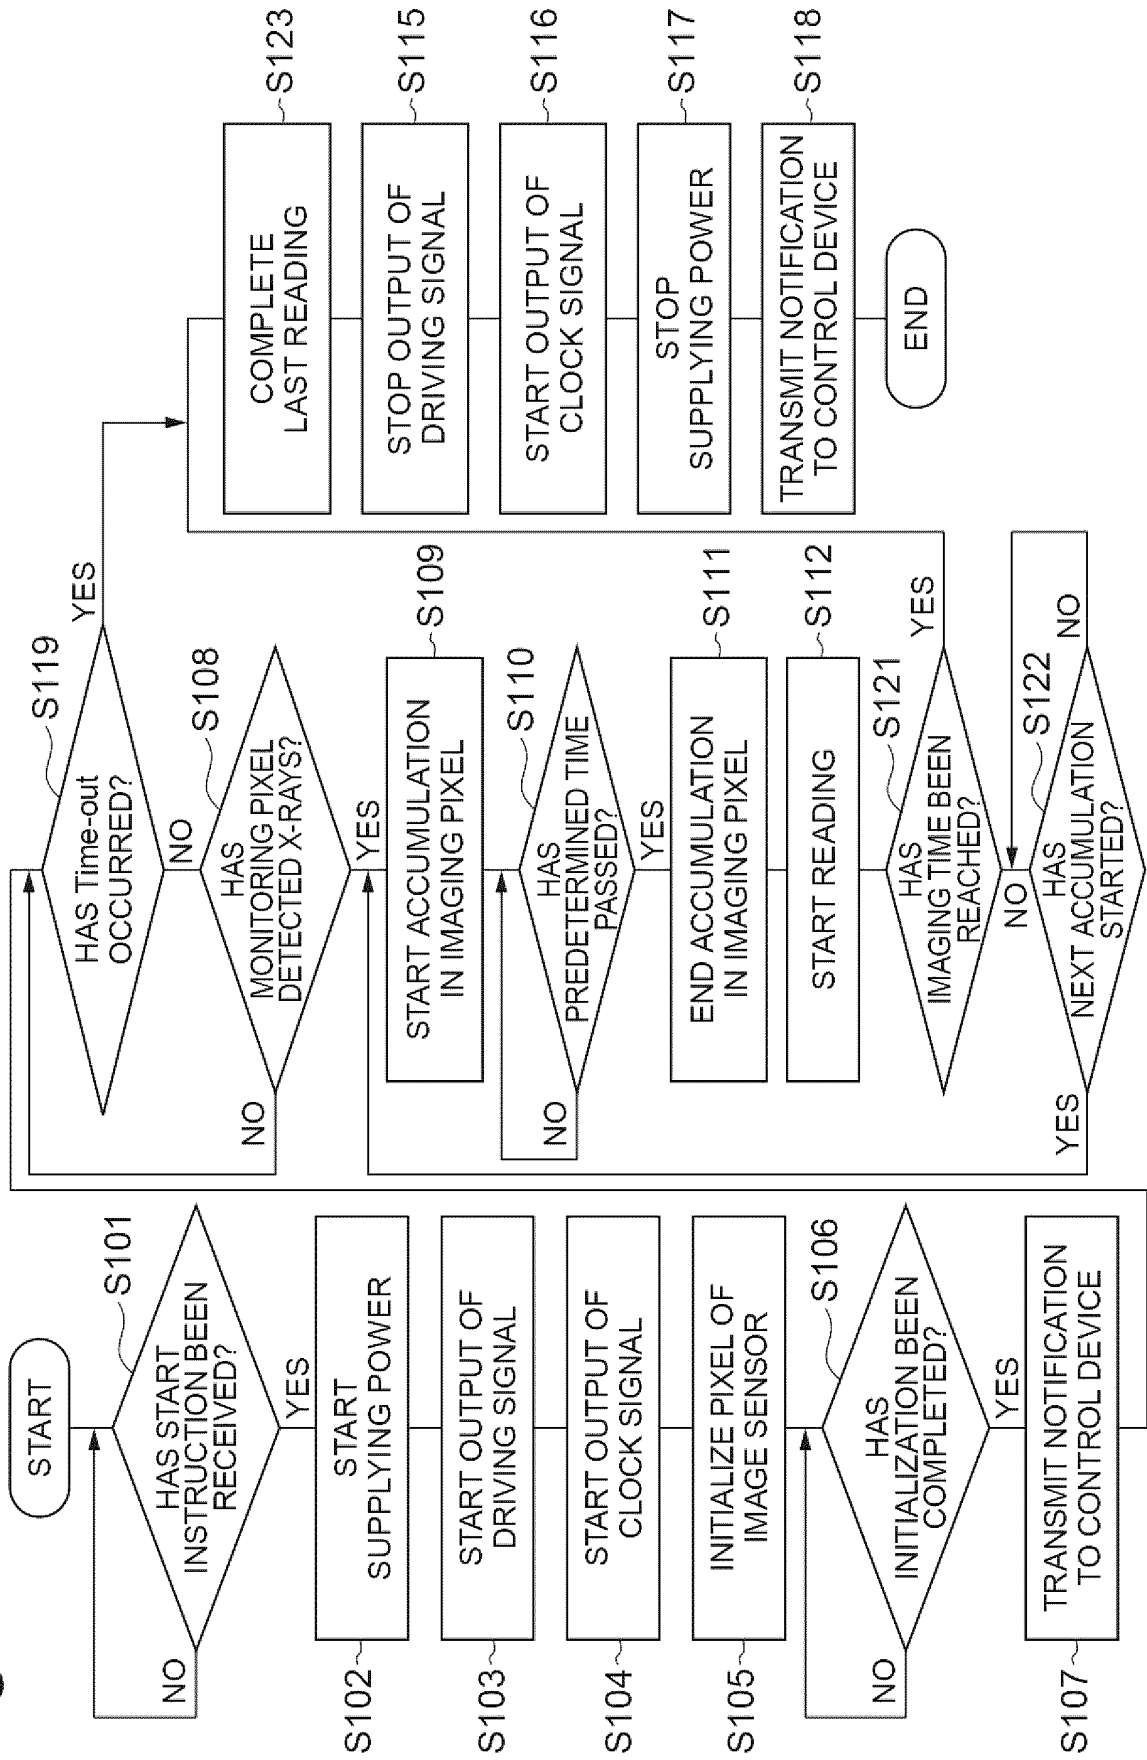 START
S101
HAS START
INSTRUCTION BEEN
RECEIVED?
NO
YES
S102
START
SUPPLYING POWER
S103
START OUTPUT OF
DRIVING SIGNAL
S104
START OUTPUT OF
CLOCK SIGNAL
S105
INITIALIZE PIXEL OF
IMAGE SENSOR
S106
HAS
INITIALIZATION BEEN
COMPLETED?
NO
YES
S107
TRANSMIT NOTIFICATION
TO CONTROL DEVICE
S119
HAS Time-out
OCCURRED?
YES
NO
S108
HAS
MONITORING PIXEL
DETECTED X-RAYS?
NO
YES
S109
START ACCUMULATION
IN IMAGING PIXEL
S110
HAS
PREDETERMINED TIME
PASSED?
NO
YES
S111
END ACCUMULATION
IN IMAGING PIXEL
S112
START READING
S121
HAS
IMAGING TIME BEEN
REACHED?
YES
NO
S122
HAS
NEXT ACCUMULATION
STARTED?
YES
NO
S123
COMPLETE
LAST READING
S115
STOP OUTPUT OF
DRIVING SIGNAL
S116
START OUTPUT OF
CLOCK SIGNAL
S117
STOP
SUPPLYING POWER
S118
TRANSMIT NOTIFICATION
TO CONTROL DEVICE
END